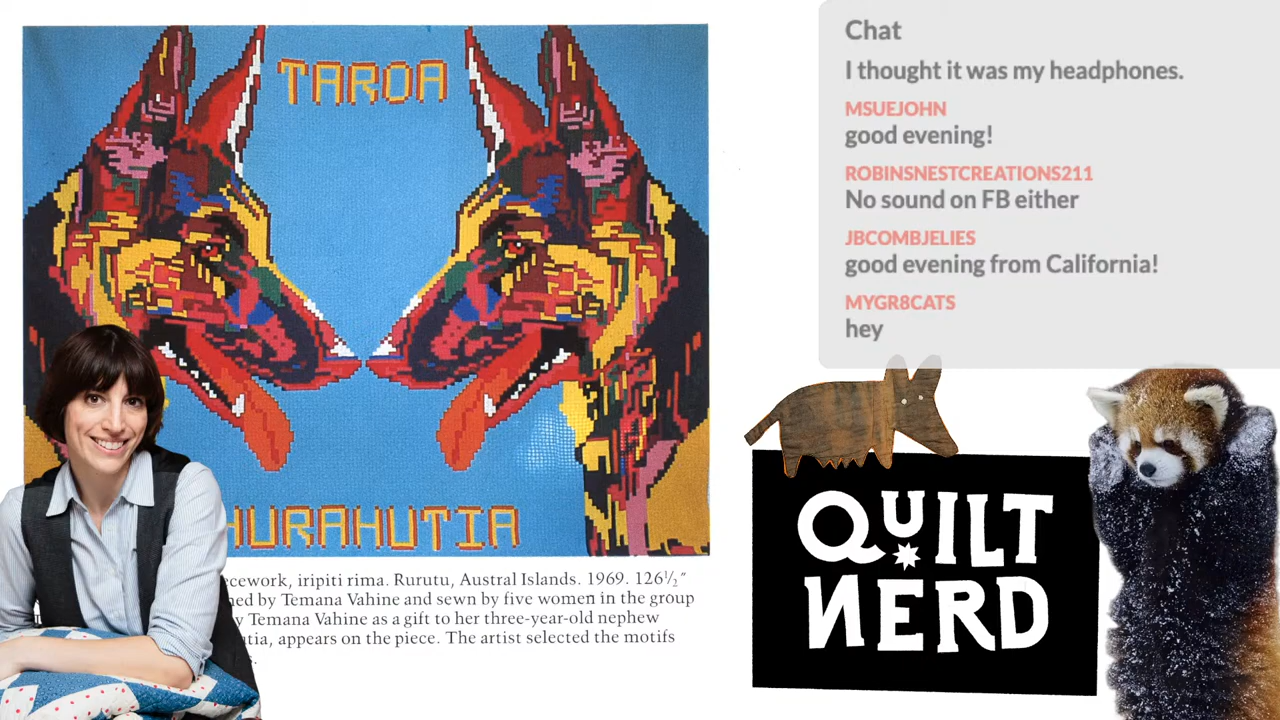 TAROA
HURAHUTIA
iripiti rima. Rurutu, Austral Islands. 1969. 126½"
by Temana Vahine and sewn by five women in the group
Temana Vahine as a gift to her three-year-old nephew
appears on the piece. The artist selected the motifs
Chat
I thought it was my headphones.
MSUEJOHN
good evening!
ROBINSNESTCREATIONS211
No sound on FB either
JBCOMBJELIES
good evening from California!
MYGR8CATS
hey
QUILT
NERD